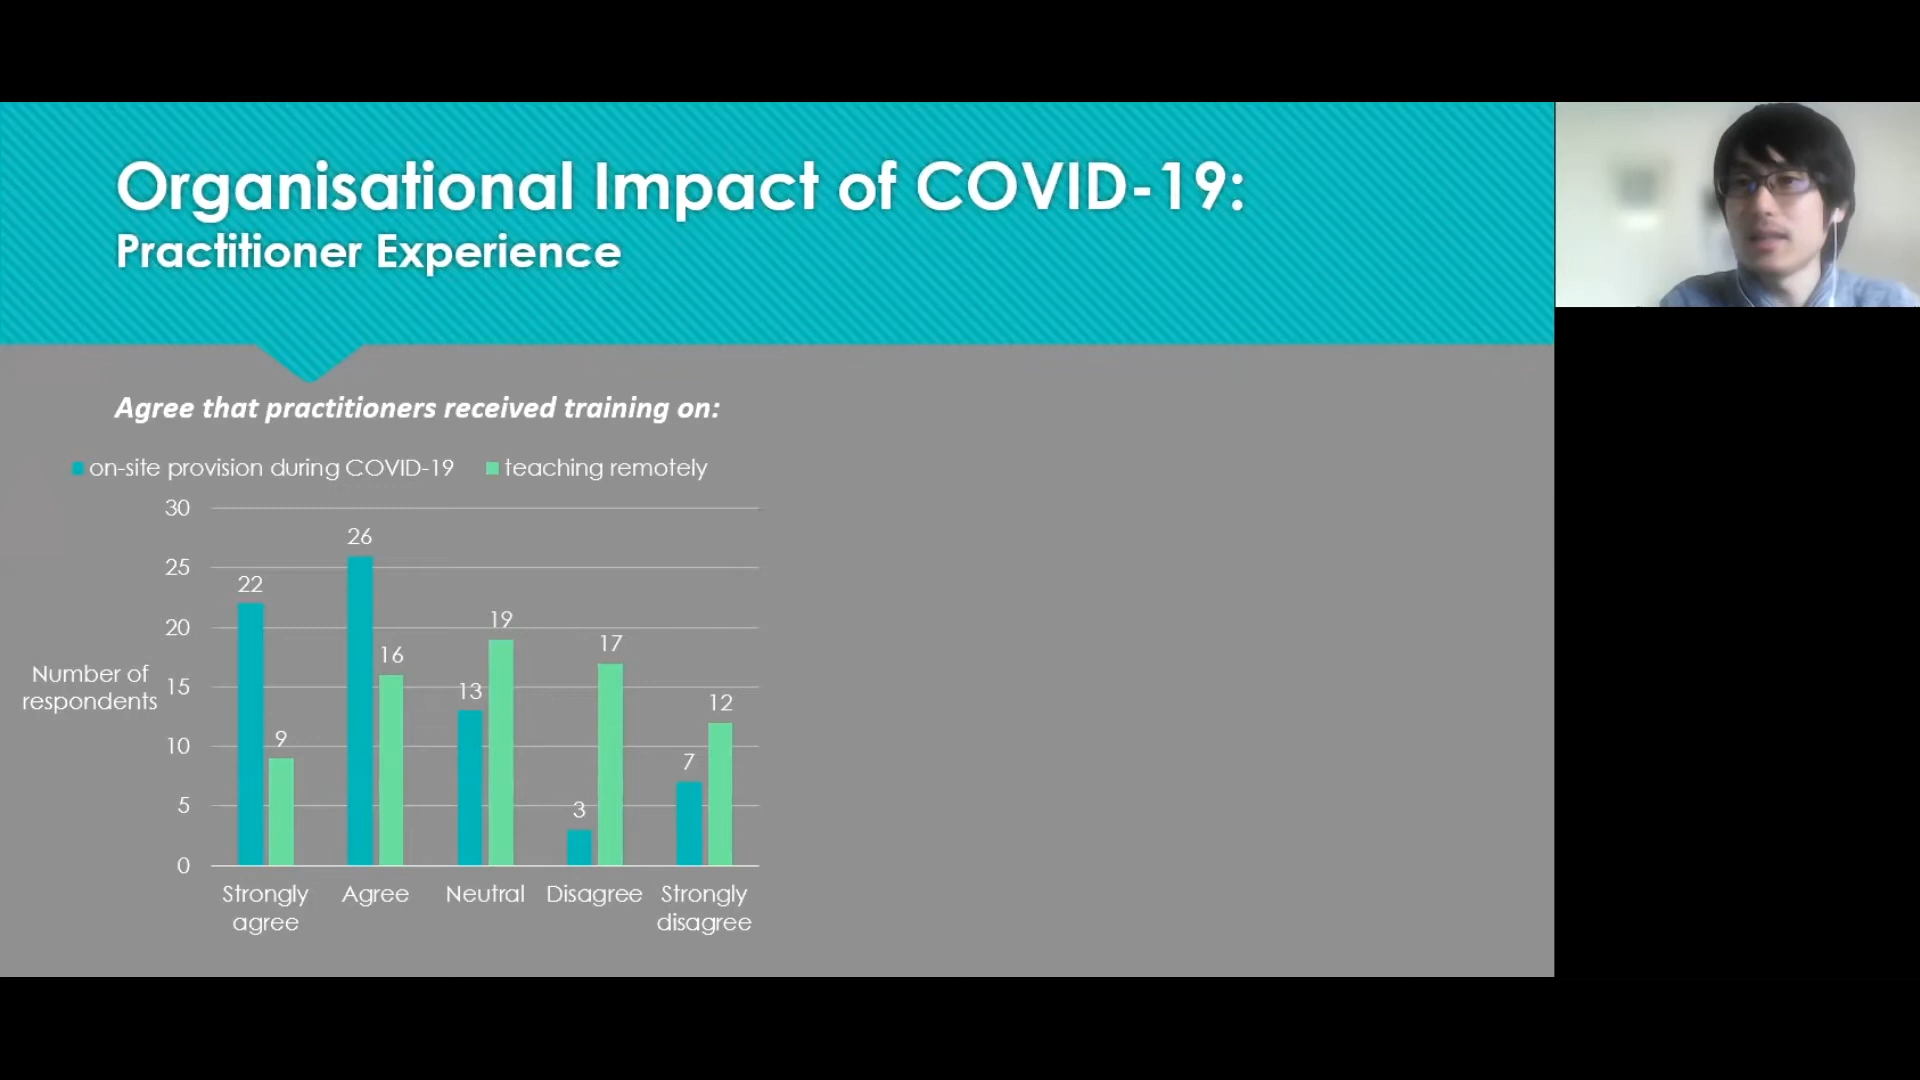 Organisational Impact of COVID-19:
Practitioner Experience
Agree that practitioners received training on:
on-site provision during COVID-19 teaching remotely
30
25
20
15
10
5
0
Number of
respondents
22
9
26
16
13
19
3
17
7
12
Strongly
agree
Agree
Neutral
Disagree
Strongly
disagree